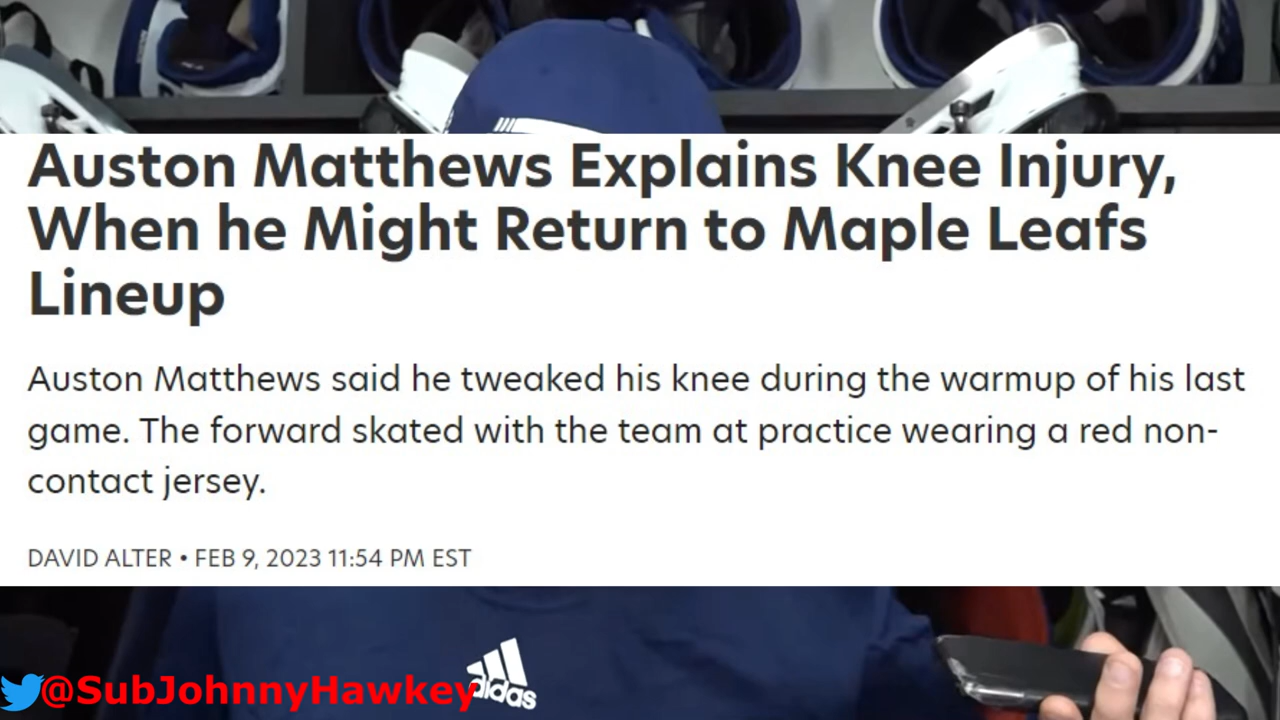 Auston Matthews Explains Knee Injury,
When he Might Return to Maple Leafs
Lineup
Auston Matthews said he tweaked his knee during the warmup of his last
game. The forward skated with the team at practice wearing a red non-
contact jersey.
DAVID ALTER • FEB 9, 2023 11:54 PM EST
adidas
@SubJohnnyHawkey